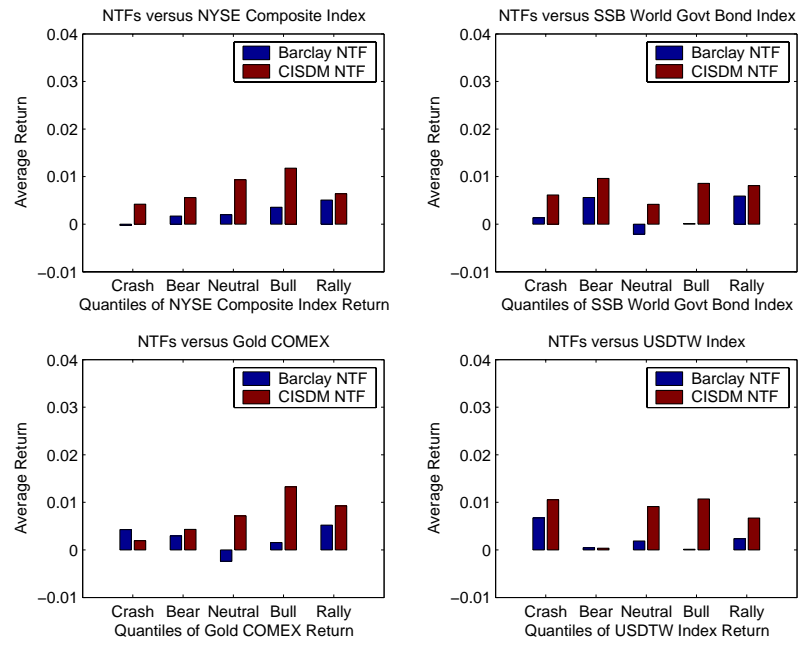 NTFs versus NYSE Composite Index
0.04
0.03
0.02
0.01
0
−0.01
Average Return
Barclay NTF
CISDM NTF
Crash Bear Neutral Bull Rally
Quantiles of NYSE Composite Index Return
NTFs versus SSB World Govt Bond Index
0.04
0.03
0.02
0.01
0
−0.01
Average Return
Barclay NTF
CISDM NTF
Crash Bear Neutral Bull Rally
Quantiles of SSB World Govt Bond Index
NTFs versus Gold COMEX
0.04
0.03
0.02
0.01
0
−0.01
Average Return
Barclay NTF
CISDM NTF
Crash Bear Neutral Bull Rally
Quantiles of Gold COMEX Return
NTFs versus USDTW Index
0.04
0.03
0.02
0.01
0
−0.01
Average Return
Barclay NTF
CISDM NTF
Crash Bear Neutral Bull Rally
Quantiles of USDTW Index Return